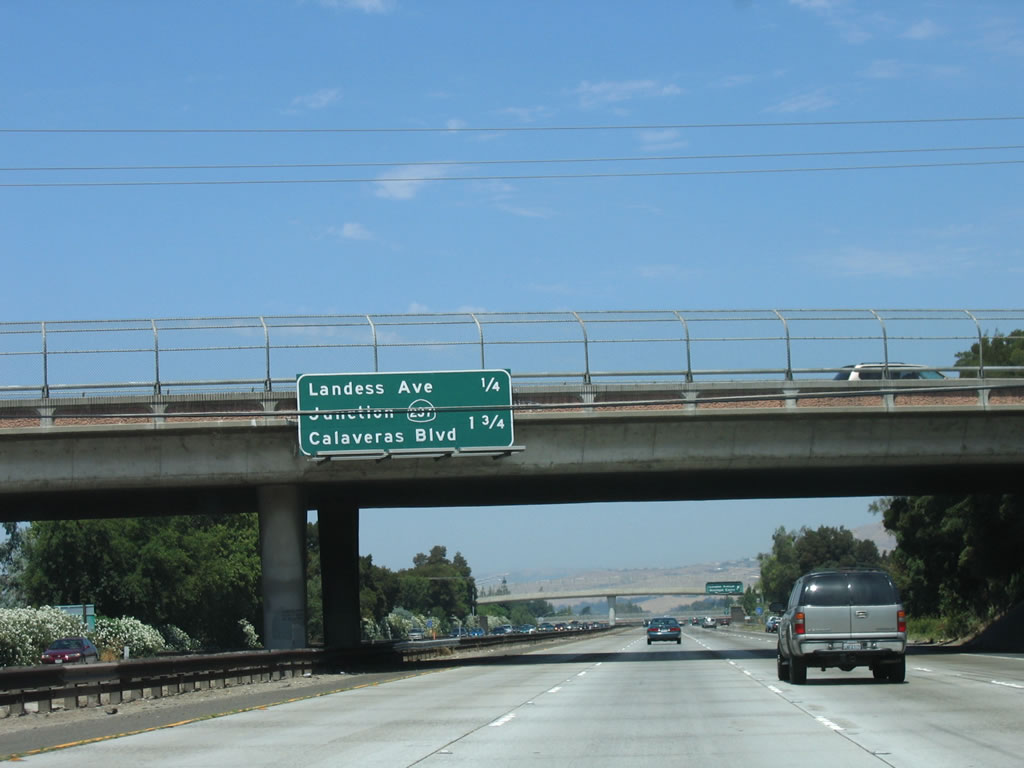 Landess Ave 1/4
Junction 237
Calaveras Blvd 1 3/4